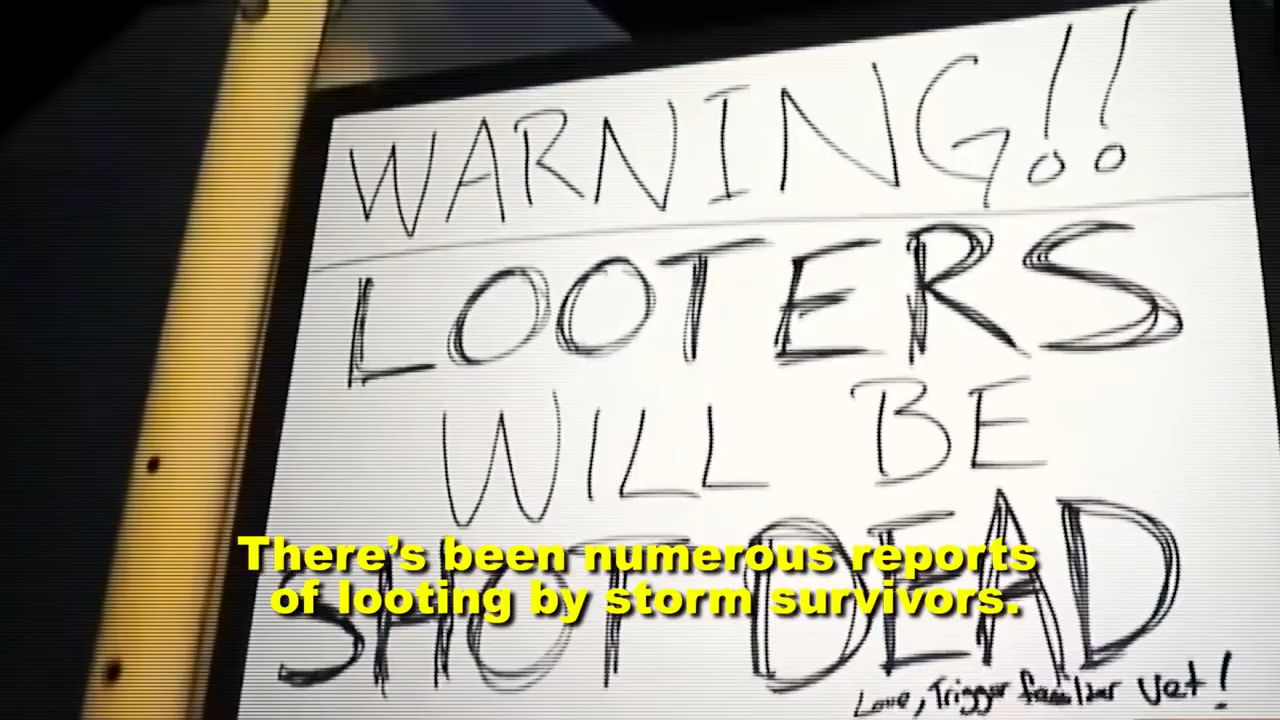 WARNING!!
LOOTERS
WILL BE
SHOT DEAD
There's been numerous reports
of looting by storm survivors.
Love, Trigger familiar Vet!